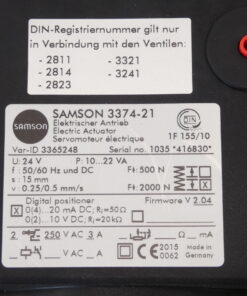 DIN-Registriernummer gilt nur
in Verbindung mit den Ventilen:
- 2811 - 3321
- 2814 - 3241
- 2823
SAMSON
SAMSON 3374-21
Elektrischer Antrieb
Electric Actuator
Servomoteur électrique
DIN
1F 155/10
Var-ID 3365248 Serial no. 1035 *416830*
U: 24 V P: 10...22 VA
f : 50/60 Hz und DC F↑: 500 N
s : 15 mm
v : 0.25/0.5 mm/s F↓: 2000 N
Digital positioner Firmware V 2.04
0(4)...20 mA DC; Ri=50Ω
0(2)...10 V DC; Ri=20kΩ
2 250 VAC 3 A Ω mA
2015
0062
Made in Germany